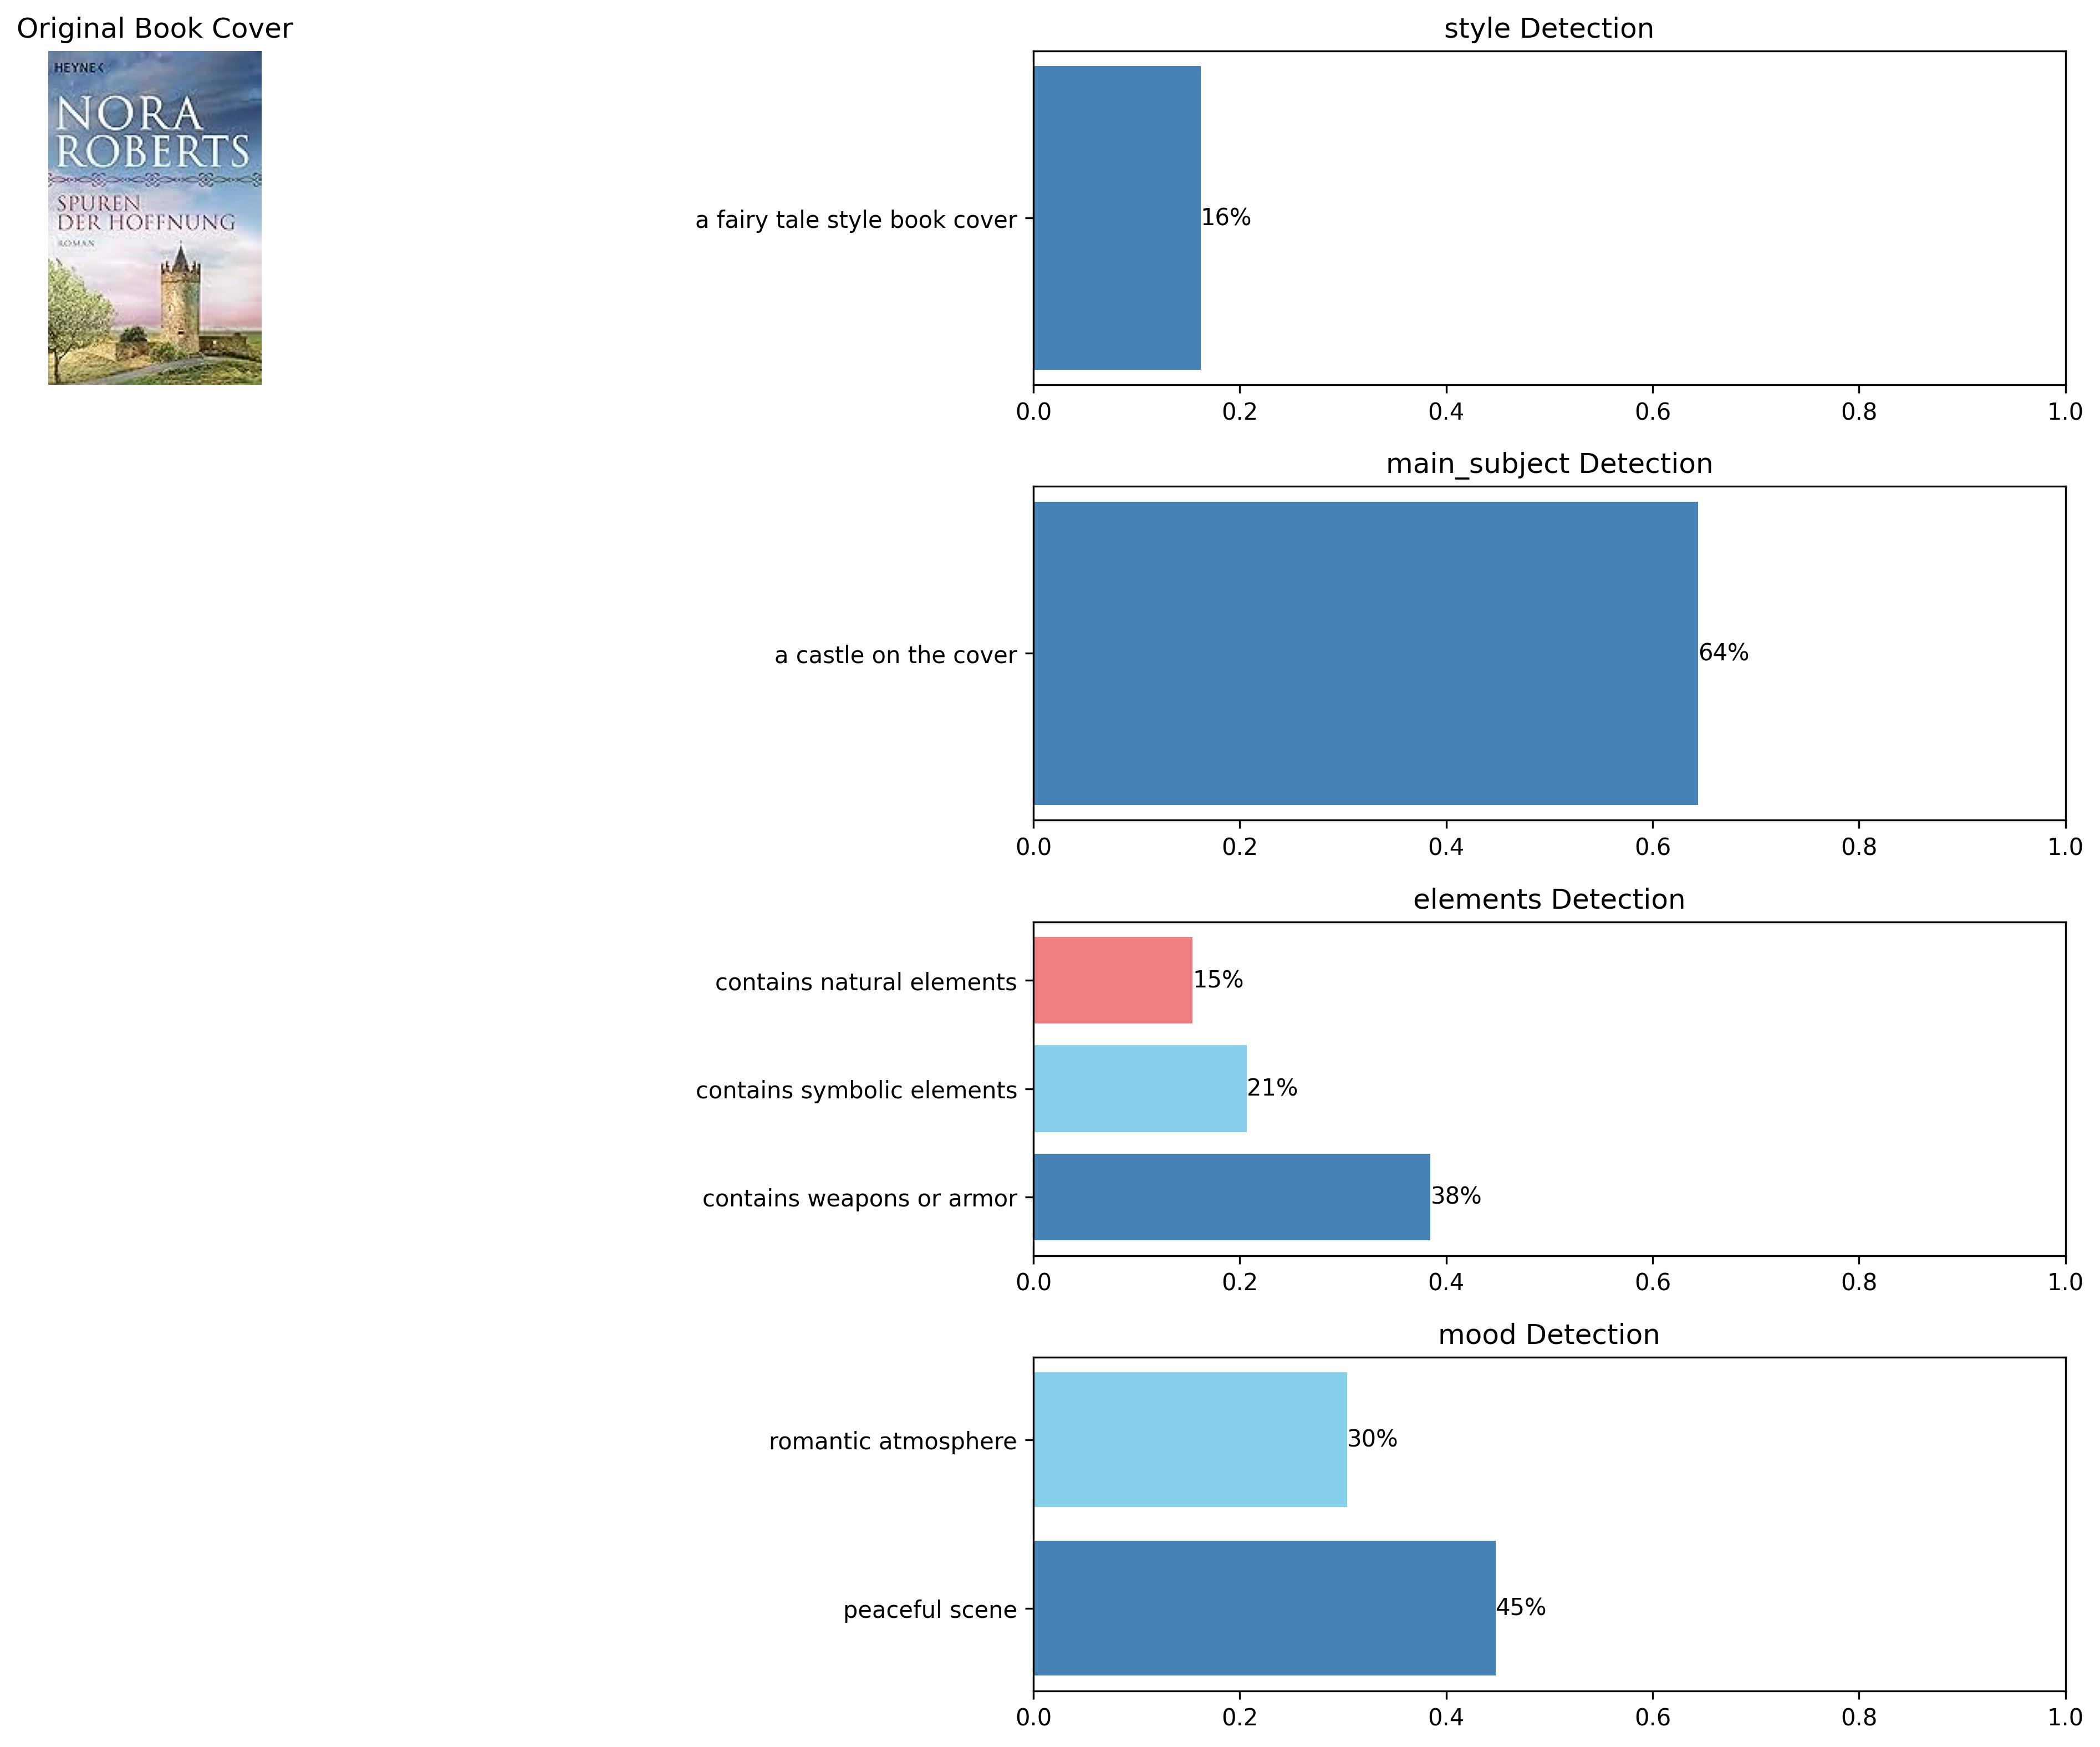 Original Book Cover
HEYNE<
NORA
ROBERTS
SPUREN
DER HOFFNUNG
ROMAN
style Detection
a fairy tale style book cover
16%
0.0 0.2 0.4 0.6 0.8 1.0
main_subject Detection
a castle on the cover
64%
0.0 0.2 0.4 0.6 0.8 1.0
elements Detection
contains natural elements
15%
contains symbolic elements
21%
contains weapons or armor
38%
0.0 0.2 0.4 0.6 0.8 1.0
mood Detection
romantic atmosphere
30%
peaceful scene
45%
0.0 0.2 0.4 0.6 0.8 1.0